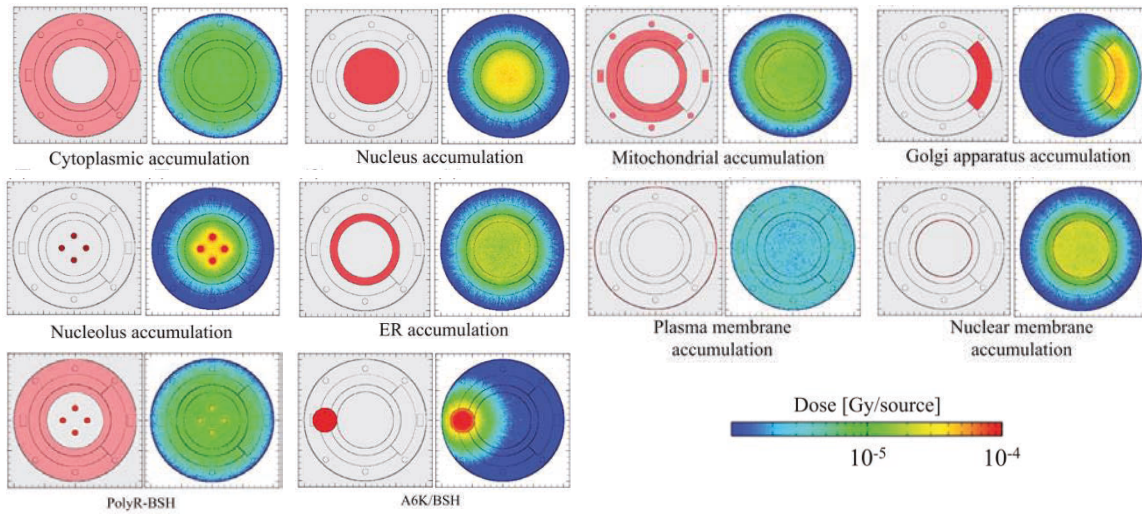 Cytoplasmic accumulation
Nucleus accumulation
Mitochondrial accumulation
Golgi apparatus accumulation
Nucleolus accumulation
ER accumulation
Plasma membrane
accumulation
Nuclear membrane
accumulation
PolyR-BSH
A6K/BSH
Dose [Gy/source]
10⁻⁵
10⁻⁴